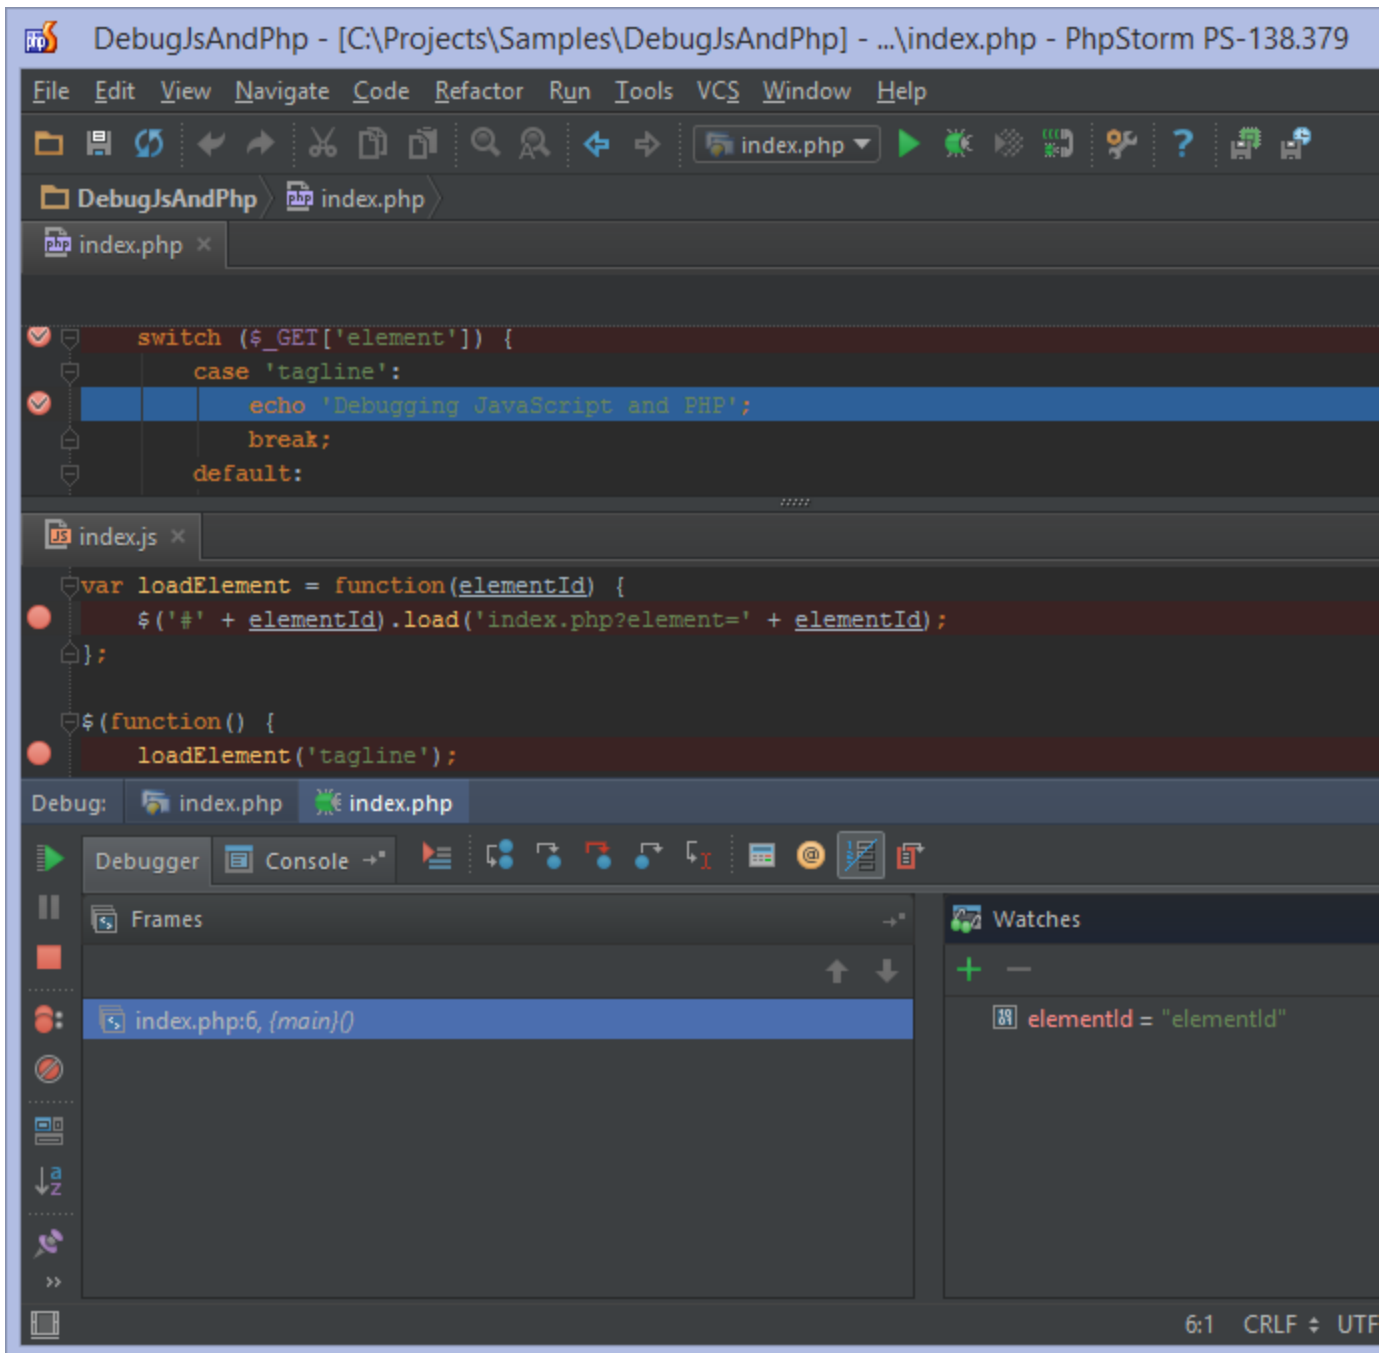 DebugJsAndPhp - [C:\Projects\Samples\DebugJsAndPhp] - ...\index.php - PhpStorm PS-138.379
File Edit View Navigate Code Refactor Run Tools VCS Window Help
index.php
DebugJsAndPhp index.php
index.php
switch ($_GET['element']) {
case 'tagline':
echo 'Debugging JavaScript and PHP';
break;
default:
index.js
var loadElement = function(elementId) {
$('#' + elementId).load('index.php?element=' + elementId);
};
$(function() {
loadElement('tagline');
Debug: index.php index.php
Debugger Console
Frames Watches
index.php:6, {main}() elementId = "elementId"
6:1 CRLF UTF